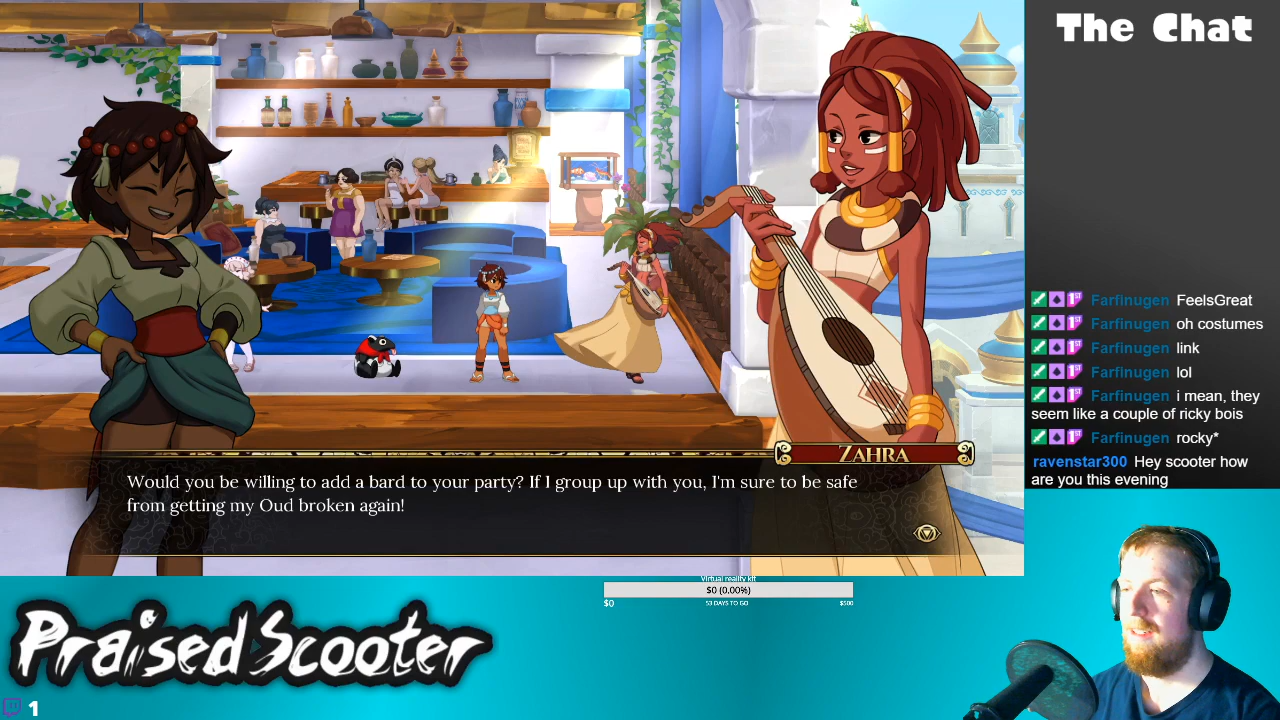 The Chat
Farfinugen FeelsGreat
Farfinugen oh costumes
Farfinugen link
Farfinugen lol
Farfinugen i mean, they
seem like a couple of ricky bois
Farfinugen rocky*
ravenstar300 Hey scooter how
are you this evening
ZAHRA
Would you be willing to add a bard to your party? If I group up with you, I'm sure to be safe
from getting my Oud broken again!
Virtual reality kit
$0 (0.00%)
$0 53 DAYS TO GO $500
PraisedScooter
1